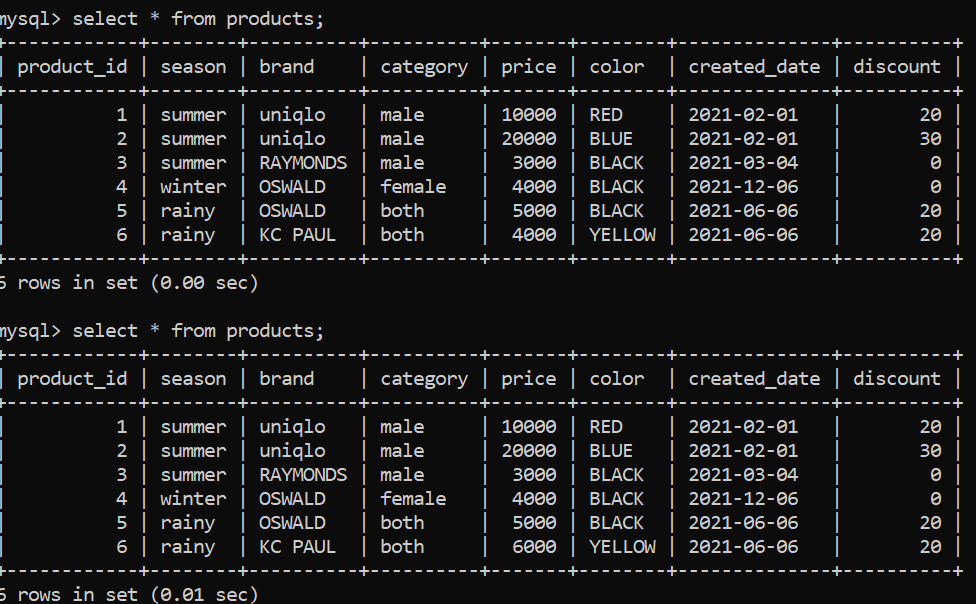 mysql> select * from products;
+------------+--------+----------+----------+-------+--------+--------------+----------+
| product_id | season | brand    | category | price | color  | created_date | discount |
+------------+--------+----------+----------+-------+--------+--------------+----------+
|          1 | summer | uniqlo   | male     | 10000 | RED    | 2021-02-01   |       20 |
|          2 | summer | uniqlo   | male     | 20000 | BLUE   | 2021-02-01   |       30 |
|          3 | summer | RAYMONDS | male     |  3000 | BLACK  | 2021-03-04   |        0 |
|          4 | winter | OSWALD   | female   |  4000 | BLACK  | 2021-12-06   |        0 |
|          5 | rainy  | OSWALD   | both     |  5000 | BLACK  | 2021-06-06   |       20 |
|          6 | rainy  | KC PAUL  | both     |  4000 | YELLOW | 2021-06-06   |       20 |
+------------+--------+----------+----------+-------+--------+--------------+----------+
6 rows in set (0.00 sec)
mysql> select * from products;
+------------+--------+----------+----------+-------+--------+--------------+----------+
| product_id | season | brand    | category | price | color  | created_date | discount |
+------------+--------+----------+----------+-------+--------+--------------+----------+
|          1 | summer | uniqlo   | male     | 10000 | RED    | 2021-02-01   |       20 |
|          2 | summer | uniqlo   | male     | 20000 | BLUE   | 2021-02-01   |       30 |
|          3 | summer | RAYMONDS | male     |  3000 | BLACK  | 2021-03-04   |        0 |
|          4 | winter | OSWALD   | female   |  4000 | BLACK  | 2021-12-06   |        0 |
|          5 | rainy  | OSWALD   | both     |  5000 | BLACK  | 2021-06-06   |       20 |
|          6 | rainy  | KC PAUL  | both     |  6000 | YELLOW | 2021-06-06   |       20 |
+------------+--------+----------+----------+-------+--------+--------------+----------+
6 rows in set (0.01 sec)